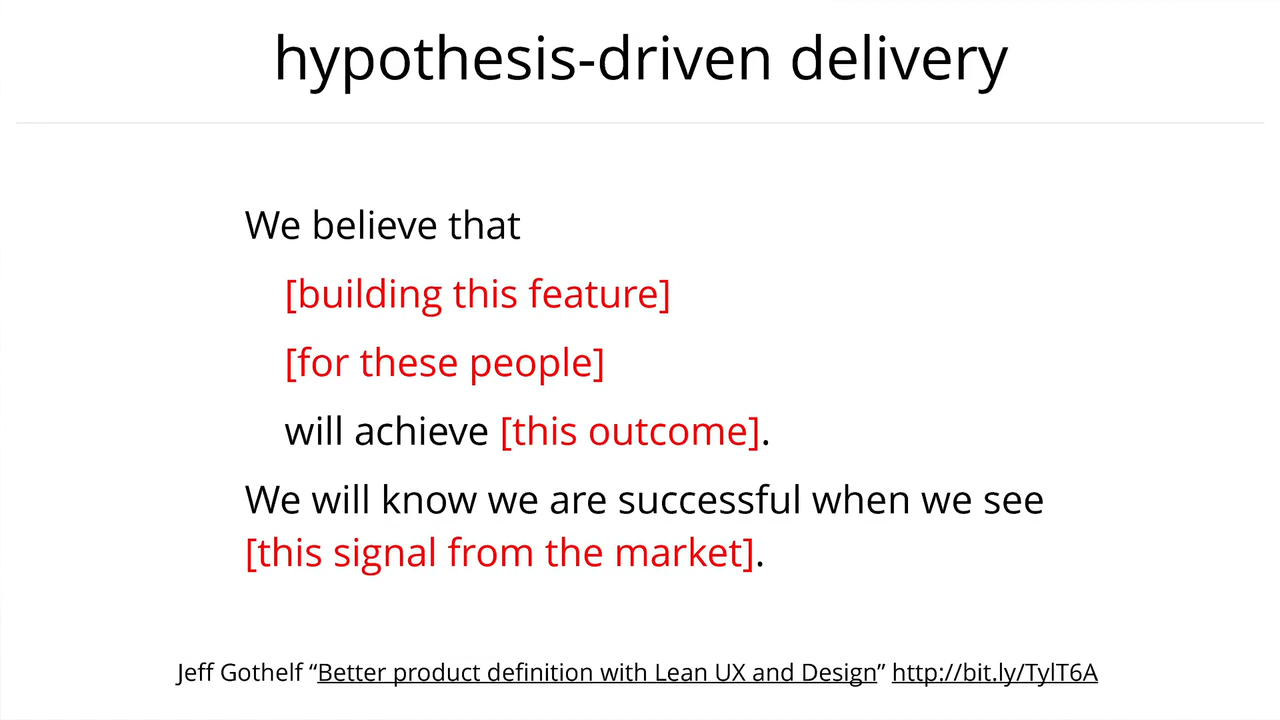 hypothesis-driven delivery
We believe that
[building this feature]
[for these people]
will achieve [this outcome].
We will know we are successful when we see
[this signal from the market].
Jeff Gothelf “Better product definition with Lean UX and Design” http://bit.ly/TylT6A